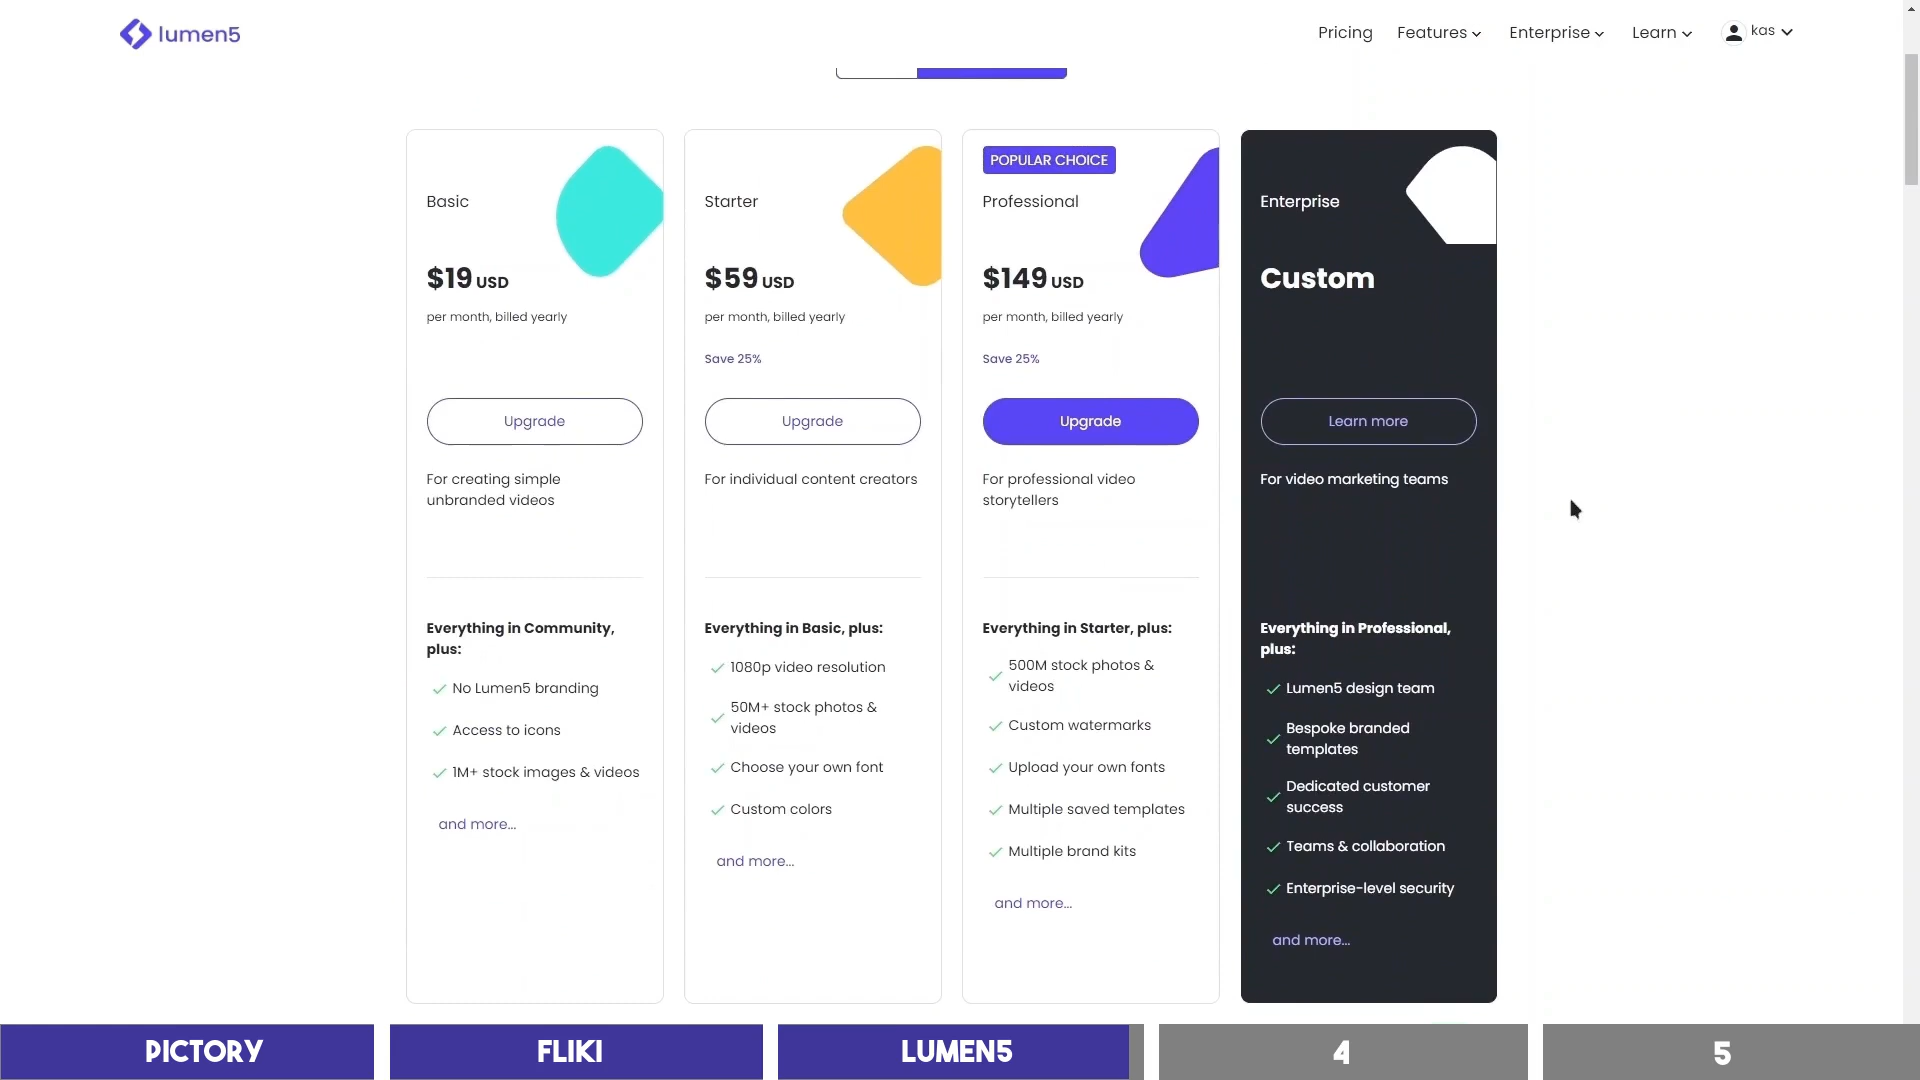 lumen5
Pricing
Features
Enterprise
Learn
kas
Basic
$19 USD
per month, billed yearly
Upgrade
For creating simple
unbranded videos
Everything in Community,
plus:
No Lumen5 branding
Access to icons
1M+ stock images & videos
and more...
Starter
$59 USD
per month, billed yearly
Save 25%
Upgrade
For individual content creators
Everything in Basic, plus:
1080p video resolution
50M+ stock photos &
videos
Choose your own font
Custom colors
and more...
POPULAR CHOICE
Professional
$149 USD
per month, billed yearly
Save 25%
Upgrade
For professional video
storytellers
Everything in Starter, plus:
500M stock photos &
videos
Custom watermarks
Upload your own fonts
Multiple saved templates
Multiple brand kits
and more...
Enterprise
Custom
Learn more
For video marketing teams
Everything in Professional,
plus:
Lumen5 design team
Bespoke branded
templates
Dedicated customer
success
Teams & collaboration
Enterprise-level security
and more...
PICTORY
FLIKI
LUMEN5
4
5